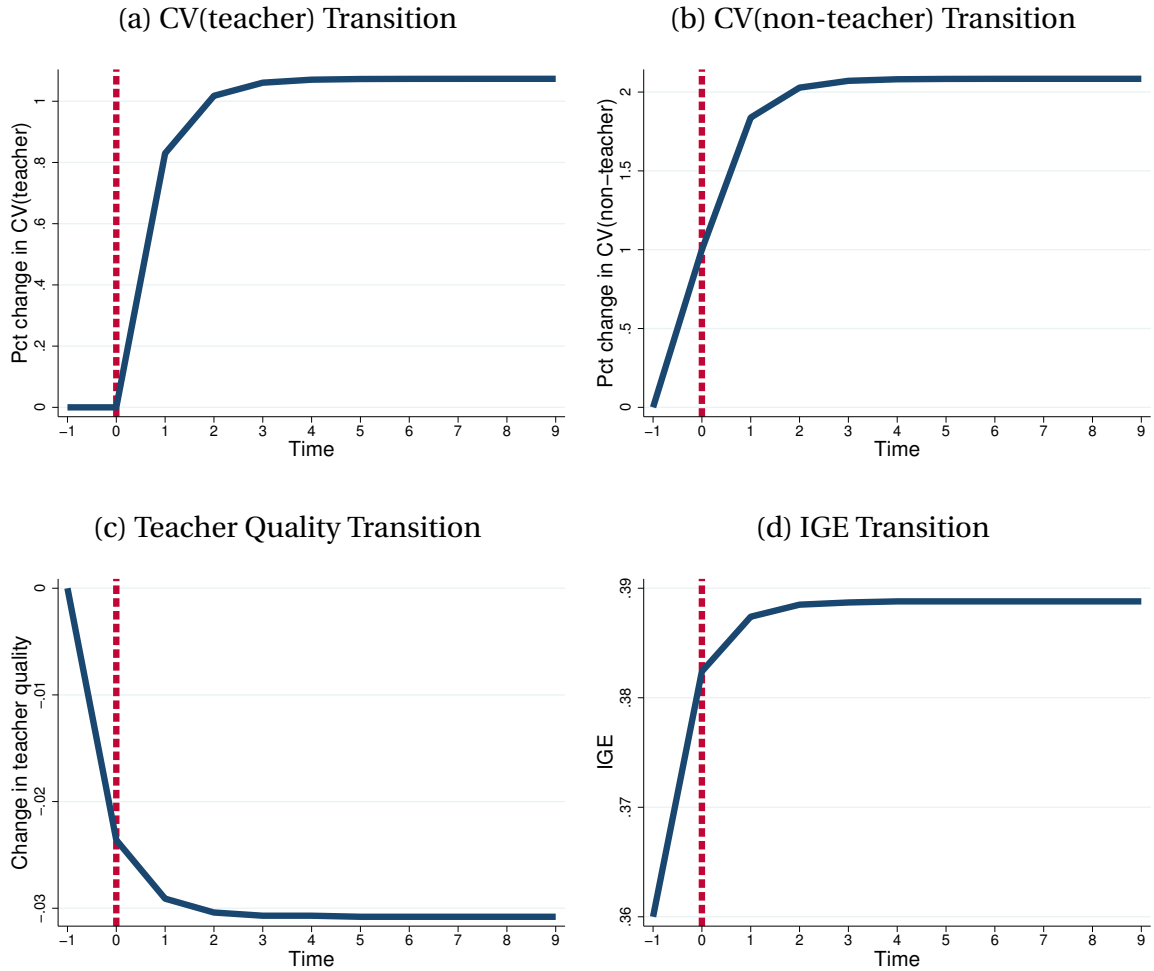 (a) CV(teacher) Transition
Pct change in CV(teacher)
1
.8
.6
.4
.2
0
−1 0 1 2 3 4 5 6 7 8 9
Time
(b) CV(non-teacher) Transition
Pct change in CV(non−teacher)
2
1.5
1
.5
0
−1 0 1 2 3 4 5 6 7 8 9
Time
(c) Teacher Quality Transition
Change in teacher quality
0
−.01
−.02
−.03
−1 0 1 2 3 4 5 6 7 8 9
Time
(d) IGE Transition
IGE
.39
.38
.37
.36
−1 0 1 2 3 4 5 6 7 8 9
Time